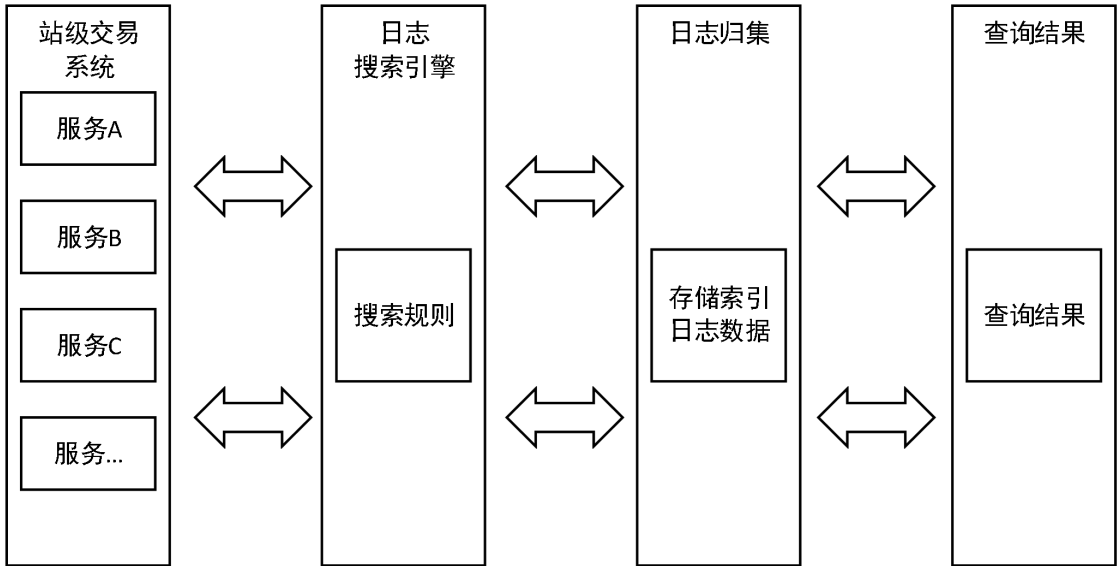 站级交易
系统
服务A
服务B
服务C
服务...
日志
搜索引擎
搜索规则
日志归集
存储索引
日志数据
查询结果
查询结果